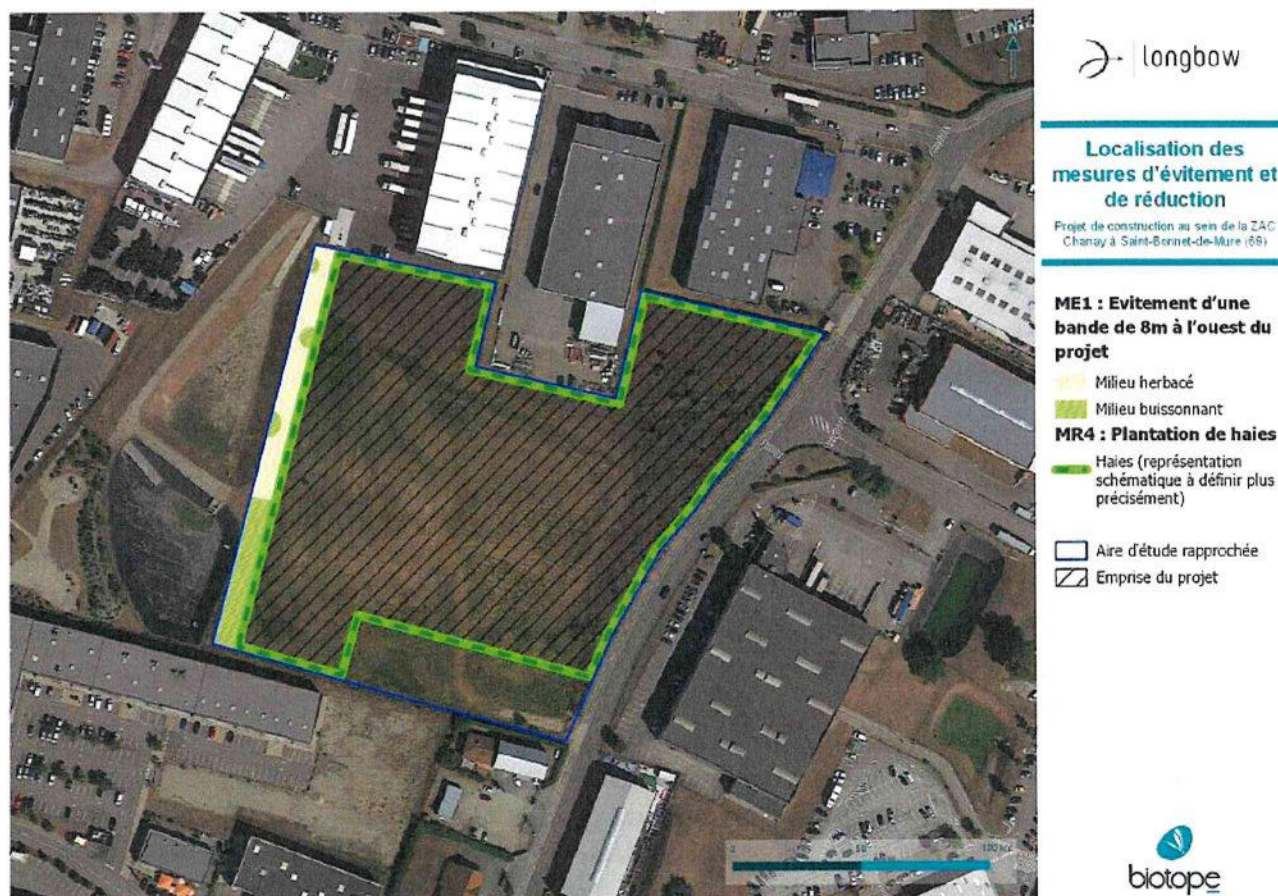 longbow
Localisation des
mesures d'évitement et
de réduction
Projet de construction au sein de la ZAC
Chanay à Saint-Bonnet-de-Mure (69)
ME1 : Evitement d'une
bande de 8m à l'ouest du
projet
Milieu herbacé
Milieu buissonnant
MR4 : Plantation de haies
Haies (représentation
schématique à définir plus
précisément)
Aire d'étude rapprochée
Emprise du projet
N
0 50
biotope